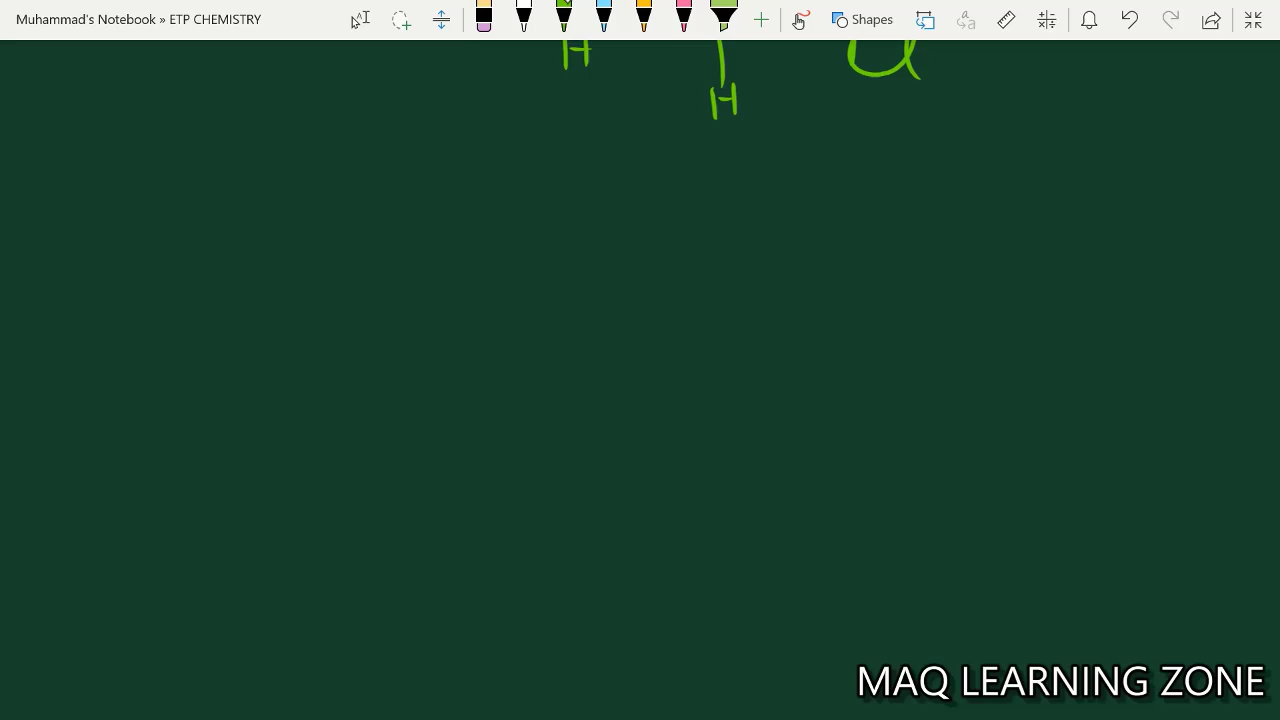 Muhammad's Notebook » ETP CHEMISTRY
Shapes
H
H
MAQ LEARNING ZONE